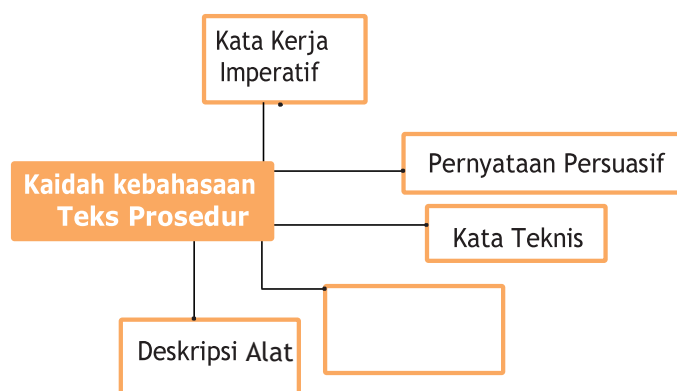 Kata Kerja
Imperatif
Pernyataan Persuasif
Kaidah kebahasaan
Teks Prosedur
Kata Teknis
Deskripsi Alat